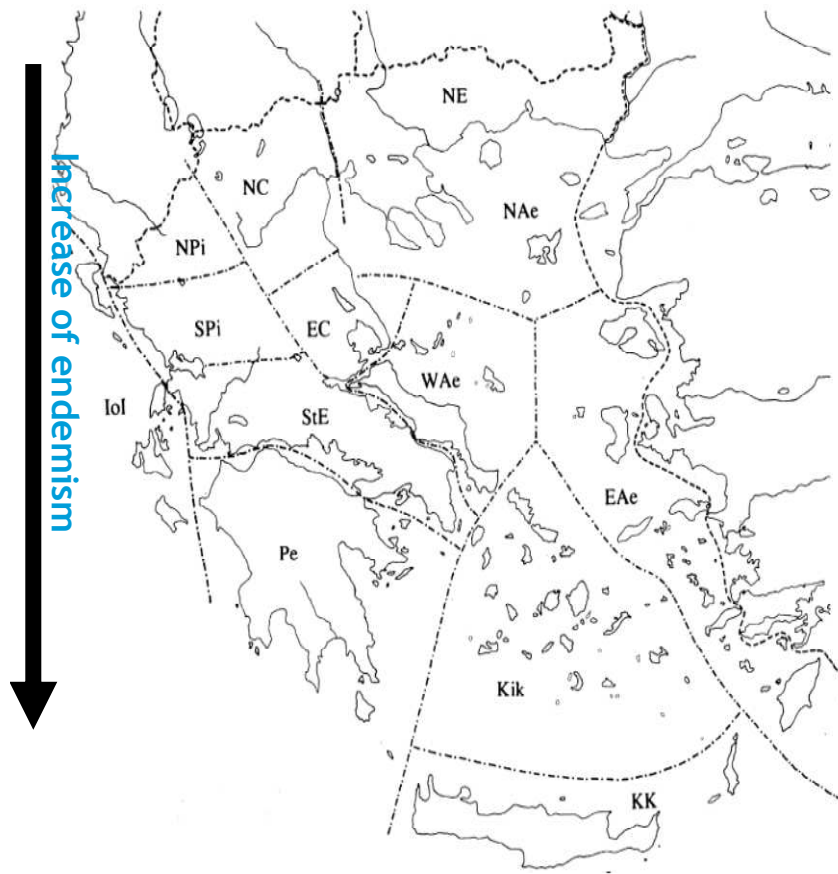 Increase of endemism
NE
NC
NAe
NPi
SPi
EC
WAe
IoI
StE
EAe
Pe
Kik
KK